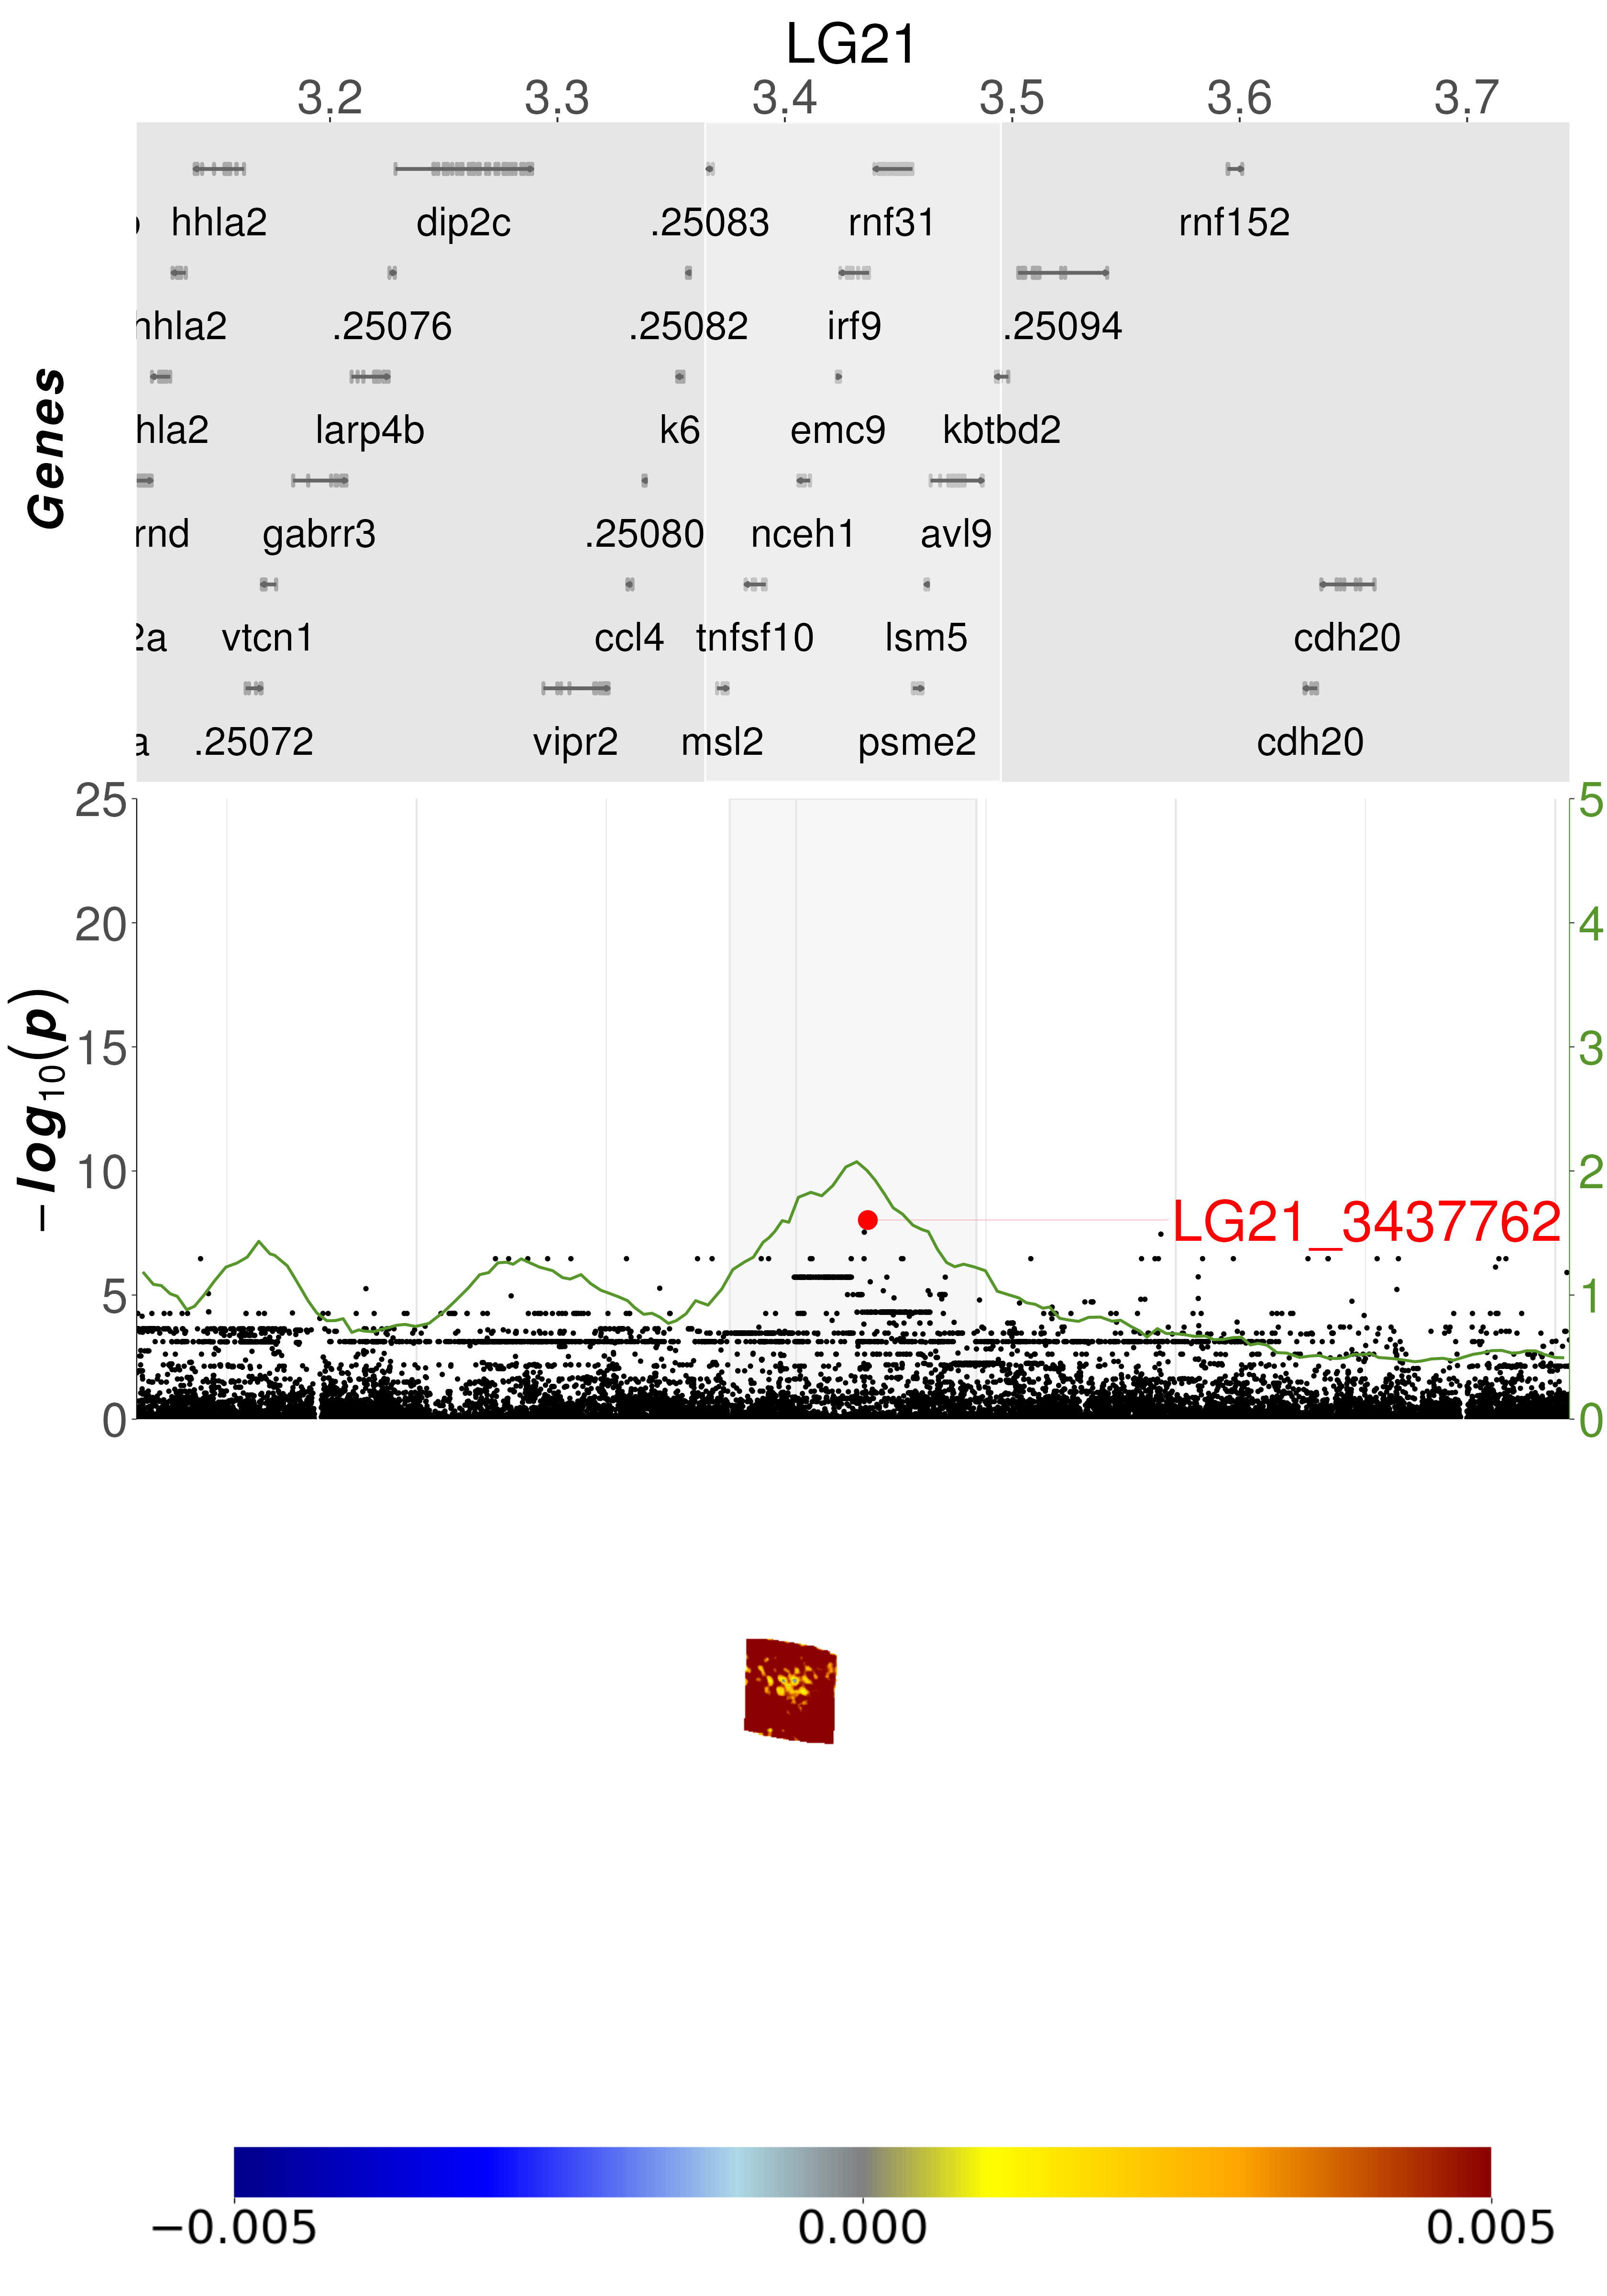 LG21
3.2 3.3 3.4 3.5 3.6 3.7
Genes
hhla2 dip2c .25083 rnf31 rnf152
hhla2 .25076 .25082 irf9 .25094
hla2 larp4b k6 emc9 kbtbd2
rnd gabrr3 .25080 nceh1 avl9
2a vtcn1 ccl4 tnfsf10 lsm5 cdh20
a .25072 vipr2 msl2 psme2 cdh20
−log10(p)
25 5
20 4
15 3
10 2
LG21_3437762
5 1
0 0
−0.005 0.000 0.005